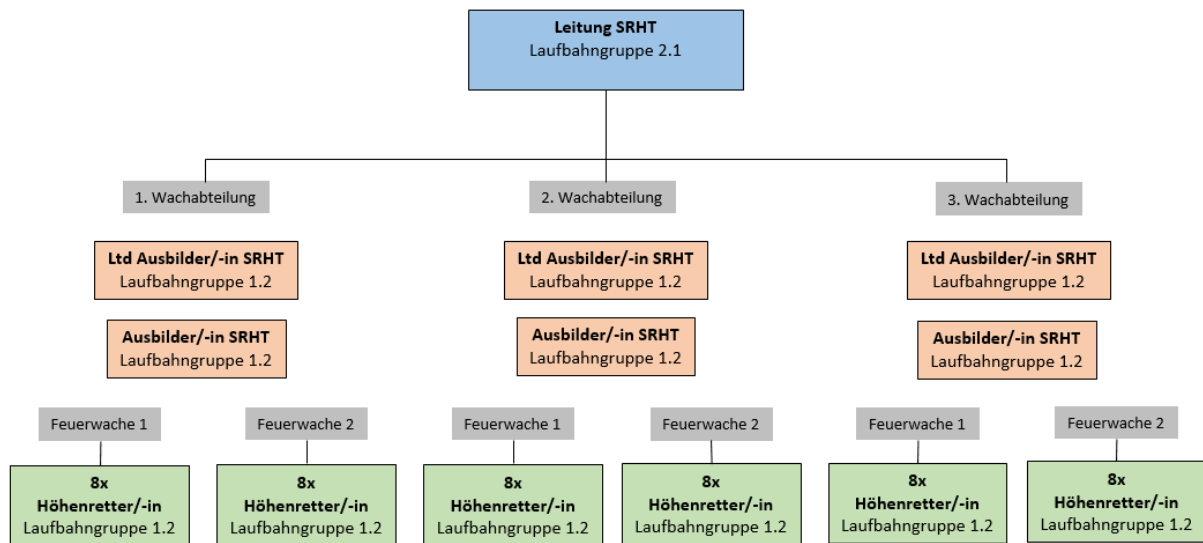 Leitung SRHT
Laufbahngruppe 2.1
1. Wachabteilung
2. Wachabteilung
3. Wachabteilung
Ltd Ausbilder/-in SRHT
Laufbahngruppe 1.2
Ltd Ausbilder/-in SRHT
Laufbahngruppe 1.2
Ltd Ausbilder/-in SRHT
Laufbahngruppe 1.2
Ausbilder/-in SRHT
Laufbahngruppe 1.2
Ausbilder/-in SRHT
Laufbahngruppe 1.2
Ausbilder/-in SRHT
Laufbahngruppe 1.2
Feuerwache 1
Feuerwache 2
Feuerwache 1
Feuerwache 2
Feuerwache 1
Feuerwache 2
8x
Höhenretter/-in
Laufbahngruppe 1.2
8x
Höhenretter/-in
Laufbahngruppe 1.2
8x
Höhenretter/-in
Laufbahngruppe 1.2
8x
Höhenretter/-in
Laufbahngruppe 1.2
8x
Höhenretter/-in
Laufbahngruppe 1.2
8x
Höhenretter/-in
Laufbahngruppe 1.2